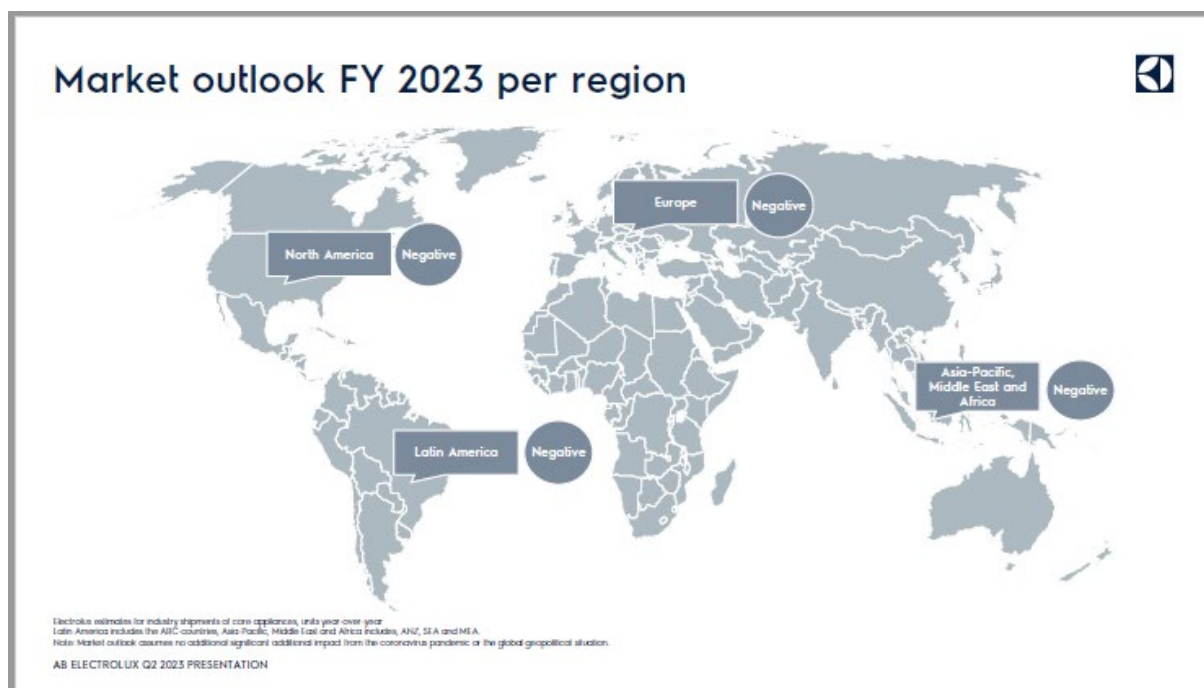 Market outlook FY 2023 per region
Europe
Negative
North America
Negative
Asia-Pacific,
Middle East and
Africa
Negative
Latin America
Negative
Electrolux estimates for industry shipments of core appliances, units year-over-year
Latin America includes the ABC-countries, Asia-Pacific, Middle East and Africa includes, ANZ, SEA and MEA.
Note: Market outlook assumes no additional significant additional impact from the coronavirus pandemic or the global geopolitical situation.
AB ELECTROLUX Q2 2023 PRESENTATION